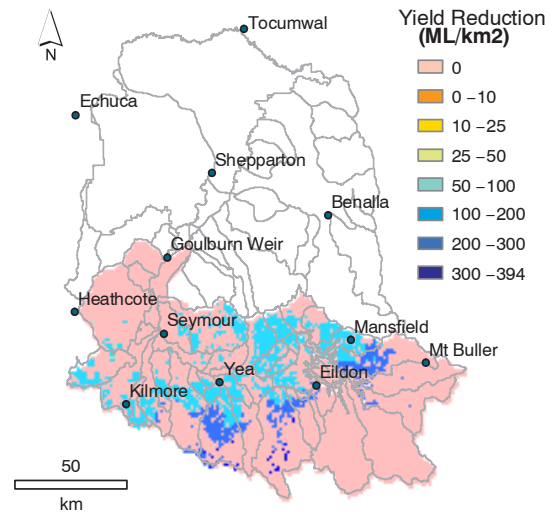 Tocumwal
Yield Reduction
(ML/km2)
N
0
0 –10
Echuca
10 –25
25 –50
Shepparton
50 –100
Benalla
100 –200
Goulburn Weir
200 –300
300 –394
Heathcote
Seymour
Mansfield
Mt Buller
Yea
Eildon
Kilmore
50
km